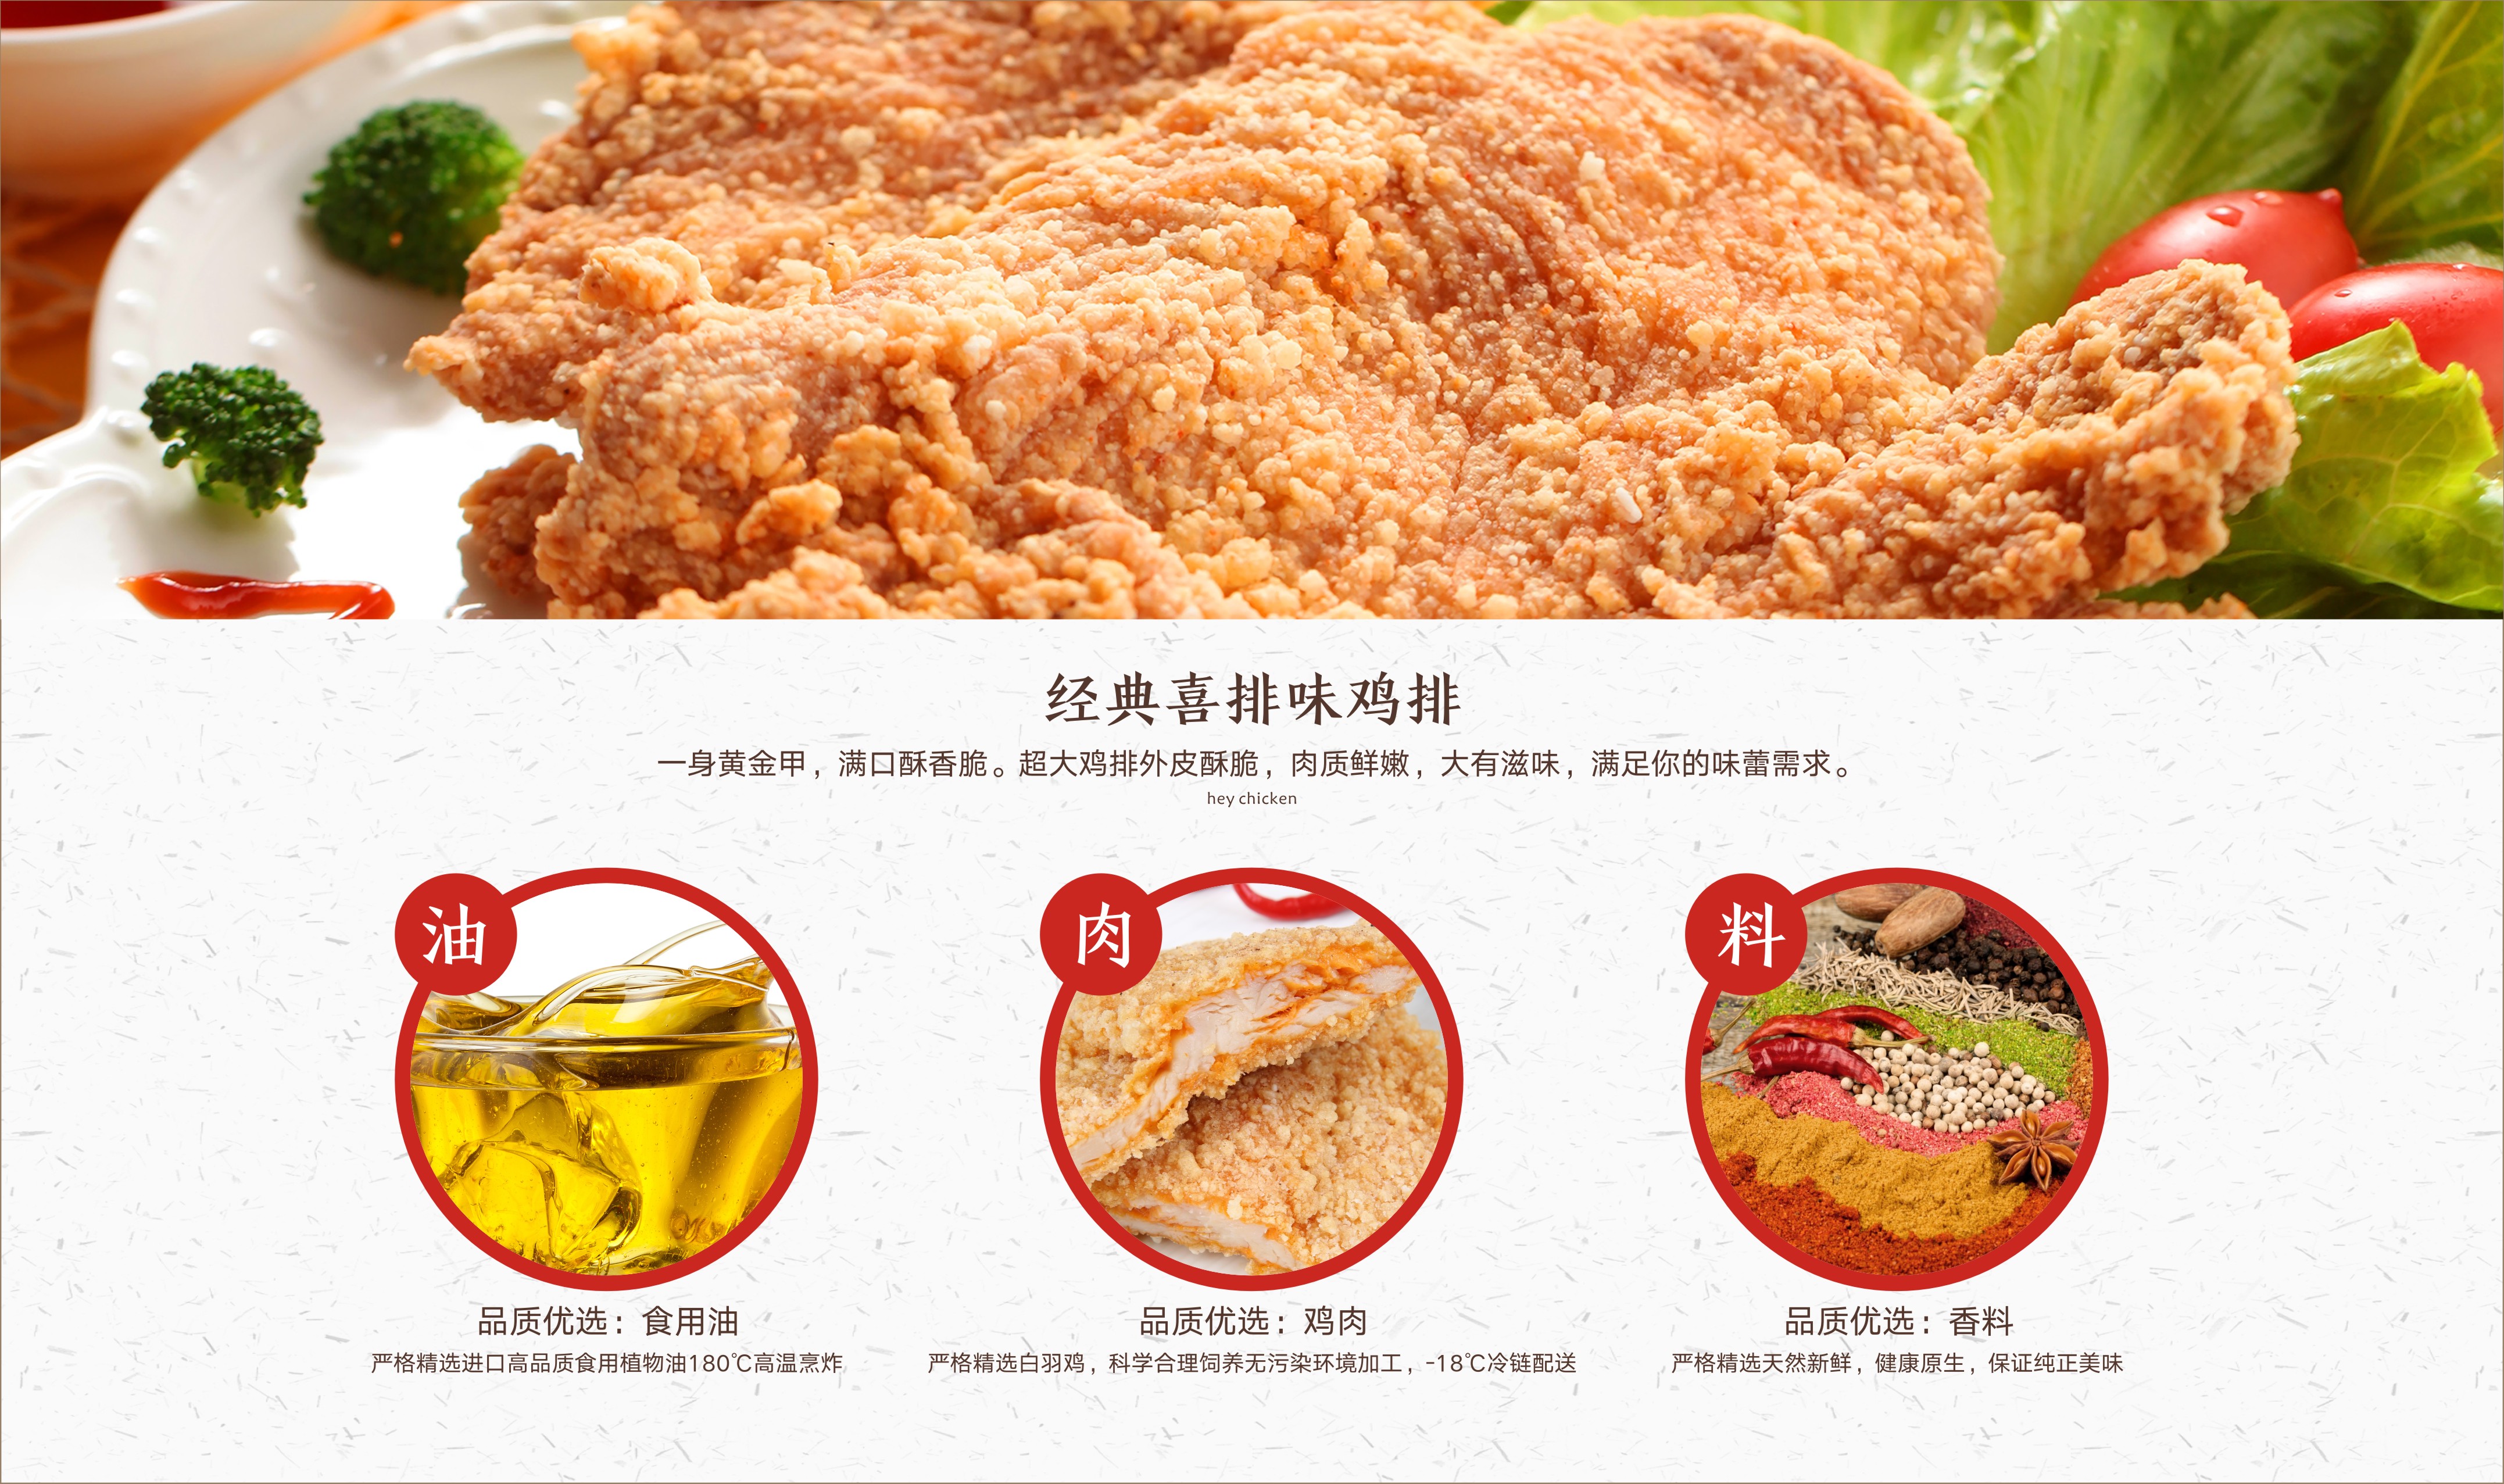 经典喜排味鸡排
一身黄金甲，满口酥香脆。超大鸡排外皮酥脆，肉质鲜嫩，大有滋味，满足你的味蕾需求。
hey chicken
油
肉
料
品质优选：食用油
严格精选进口高品质食用植物油180℃高温烹炸
品质优选：鸡肉
严格精选白羽鸡，科学合理饲养无污染环境加工，-18℃冷链配送
品质优选：香料
严格精选天然新鲜，健康原生，保证纯正美味